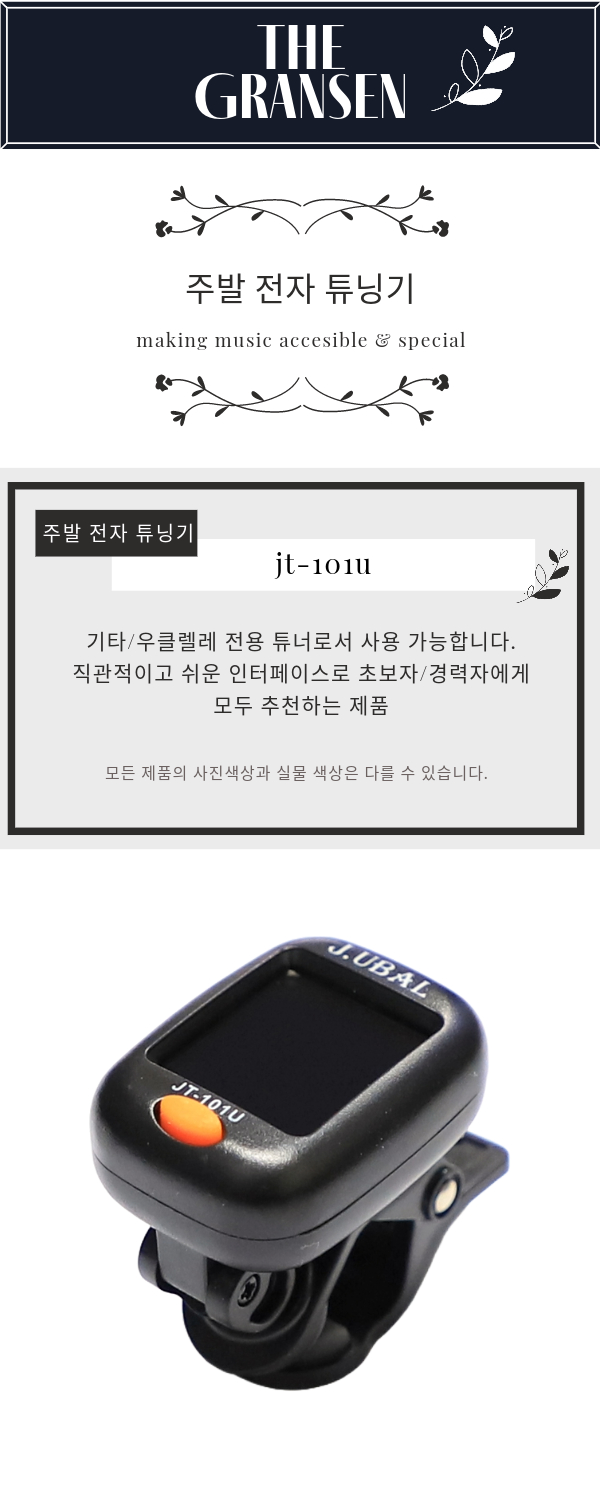 THE
GRANSEN
주발 전자 튜닝기
making music accesible & special
주발 전자 튜닝기
jt-101u
기타/우클렐레 전용 튜너로서 사용 가능합니다.
직관적이고 쉬운 인터페이스로 초보자/경력자에게
모두 추천하는 제품
모든 제품의 사진색상과 실물 색상은 다를 수 있습니다.
J.UBAL
JT-101U